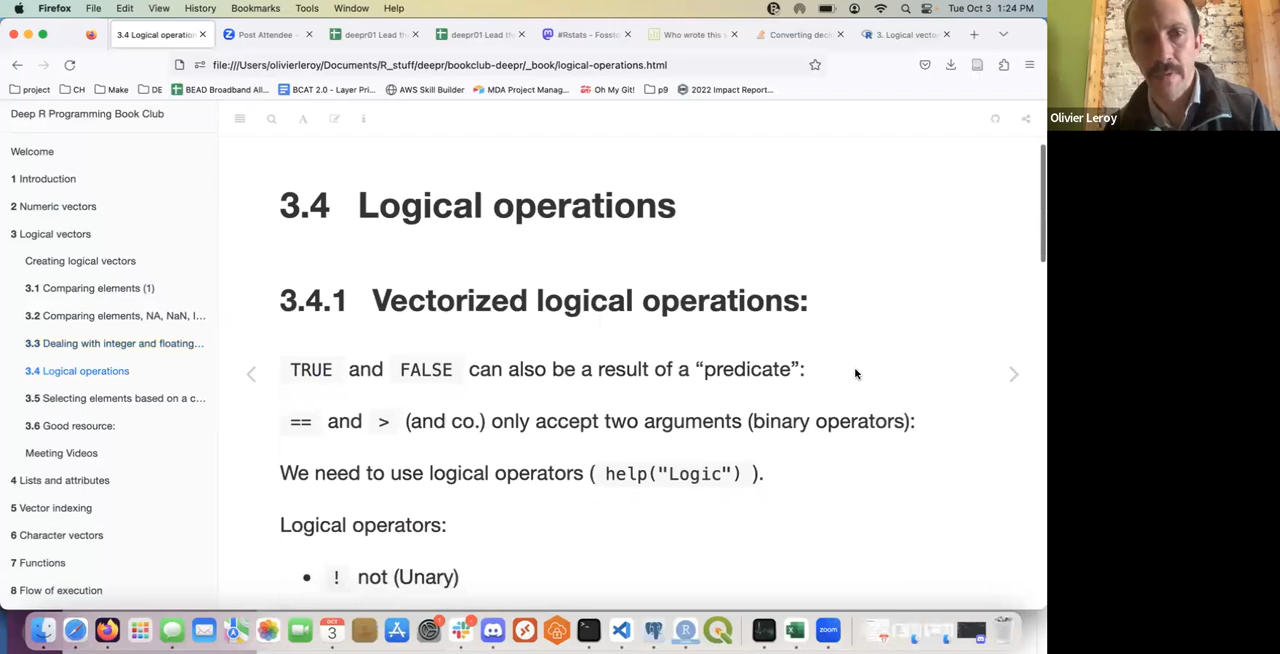 Firefox File Edit View History Bookmarks Tools Window Help Tue Oct 3 1:24 PM
3.4 Logical operation Post Attendee - deepr01 Lead th deepr01 Lead th #Rstats - Fosst Who wrote this Converting deci 3. Logical vect
file:///Users/olivierleroy/Documents/R_stuff/deepr/bookclub-deepr/_book/logical-operations.html
project CH Make DE BEAD Broadband All... BCAT 2.0 - Layer Pri... AWS Skill Builder MDA Project Manag... Oh My Git! p9 2022 Impact Report...
Deep R Programming Book Club
Welcome
1 Introduction
2 Numeric vectors
3 Logical vectors
Creating logical vectors
3.1 Comparing elements (1)
3.2 Comparing elements, NA, NaN, I...
3.3 Dealing with integer and floating...
3.4 Logical operations
3.5 Selecting elements based on a c...
3.6 Good resource:
Meeting Videos
4 Lists and attributes
5 Vector indexing
6 Character vectors
7 Functions
8 Flow of execution
3.4 Logical operations
3.4.1 Vectorized logical operations:
TRUE and FALSE can also be a result of a “predicate”:
== and > (and co.) only accept two arguments (binary operators):
We need to use logical operators ( help("Logic") ).
Logical operators:
• ! not (Unary)
Olivier Leroy
OCT
3
zoom